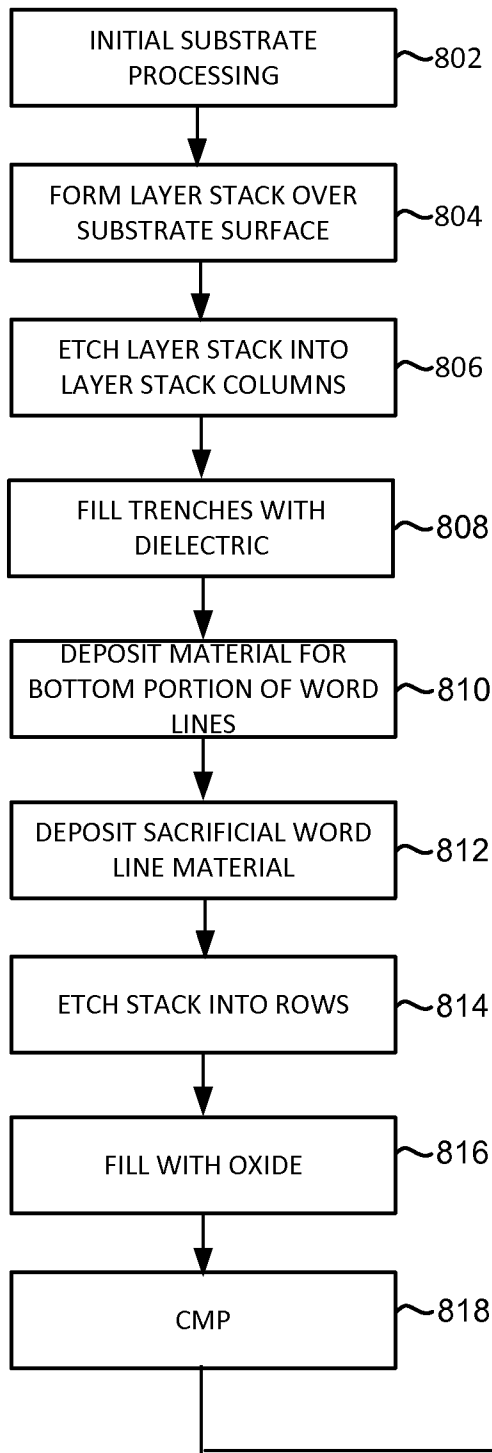 INITIAL SUBSTRATE
PROCESSING
802
FORM LAYER STACK OVER
SUBSTRATE SURFACE
804
ETCH LAYER STACK INTO
LAYER STACK COLUMNS
806
FILL TRENCHES WITH
DIELECTRIC
808
DEPOSIT MATERIAL FOR
BOTTOM PORTION OF WORD
LINES
810
DEPOSIT SACRIFICIAL WORD
LINE MATERIAL
812
ETCH STACK INTO ROWS
814
FILL WITH OXIDE
816
CMP
818